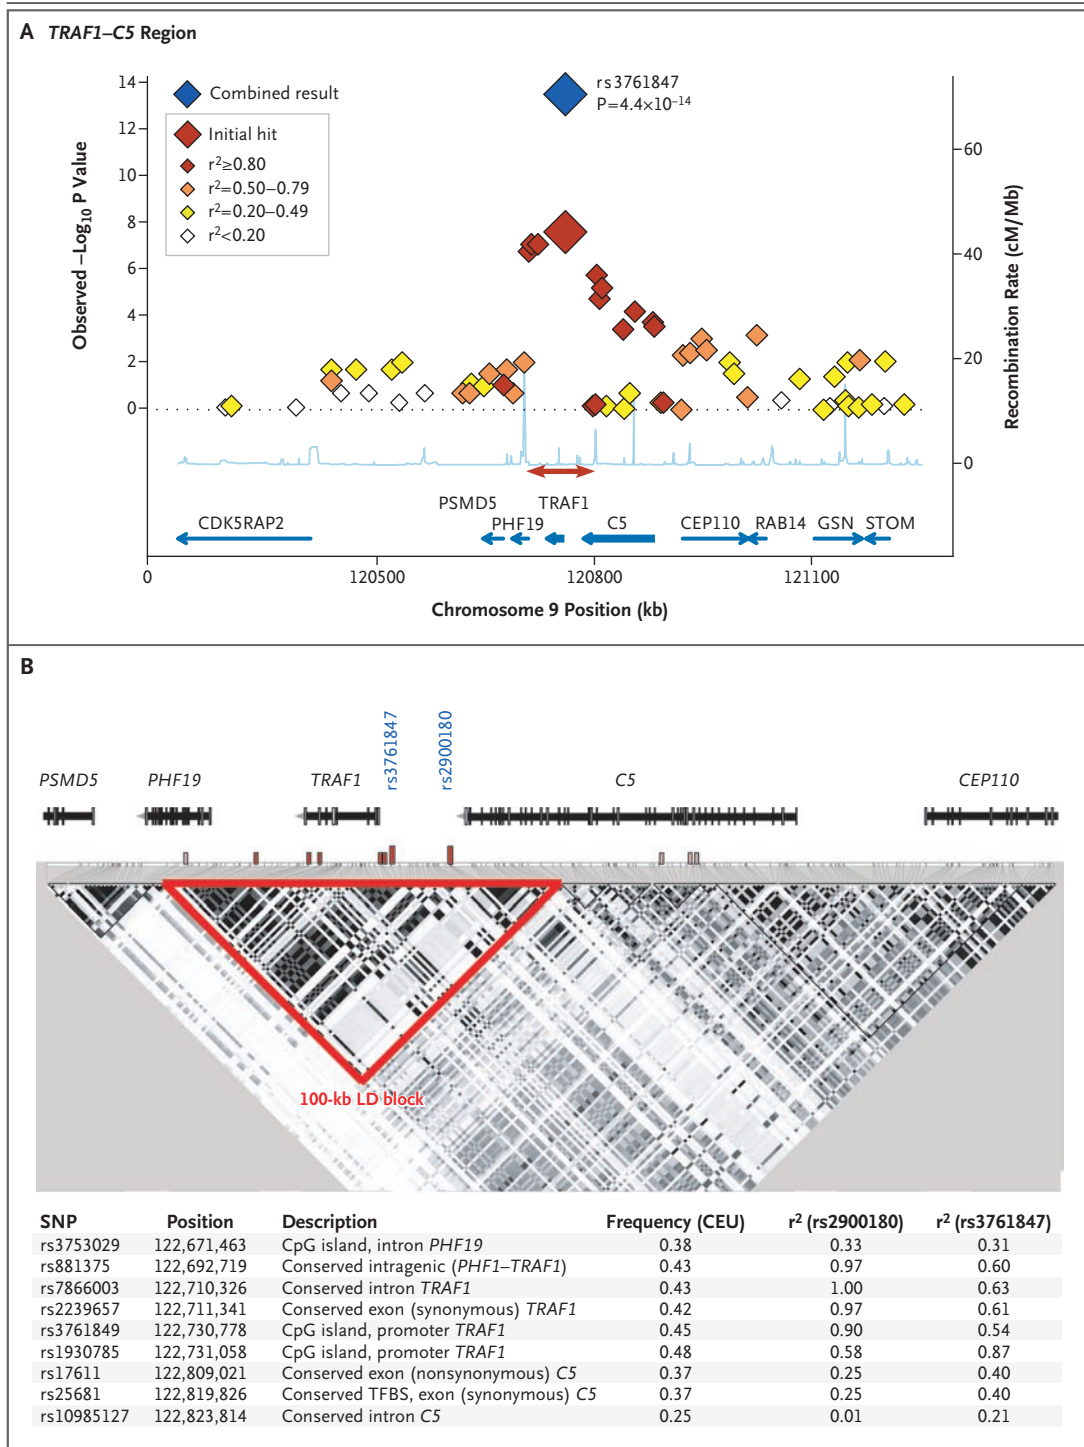 A TRAF1–C5 Region
14
12
10
8
6
4
2
0
Observed –Log10 P Value
Combined result
Initial hit
r²≥0.80
r²=0.50–0.79
r²=0.20–0.49
r²<0.20
rs3761847
P=4.4×10⁻¹⁴
60
40
20
0
Recombination Rate (cM/Mb)
PSMD5 TRAF1
CDK5RAP2 PHF19 C5 CEP110 RAB14 GSN STOM
0 120500 120800 121100
Chromosome 9 Position (kb)
B
rs3761847
rs2900180
PSMD5 PHF19 TRAF1 C5 CEP110
100-kb LD block
SNP Position Description Frequency (CEU) r² (rs2900180) r² (rs3761847)
rs3753029 122,671,463 CpG island, intron PHF19 0.38 0.33 0.31
rs881375 122,692,719 Conserved intragenic (PHF1–TRAF1) 0.43 0.97 0.60
rs7866003 122,710,326 Conserved intron TRAF1 0.43 1.00 0.63
rs2239657 122,711,341 Conserved exon (synonymous) TRAF1 0.42 0.97 0.61
rs3761849 122,730,778 CpG island, promoter TRAF1 0.45 0.90 0.54
rs1930785 122,731,058 CpG island, promoter TRAF1 0.48 0.58 0.87
rs17611 122,809,021 Conserved exon (nonsynonymous) C5 0.37 0.25 0.40
rs25681 122,819,826 Conserved TFBS, exon (synonymous) C5 0.37 0.25 0.40
rs10985127 122,823,814 Conserved intron C5 0.25 0.01 0.21